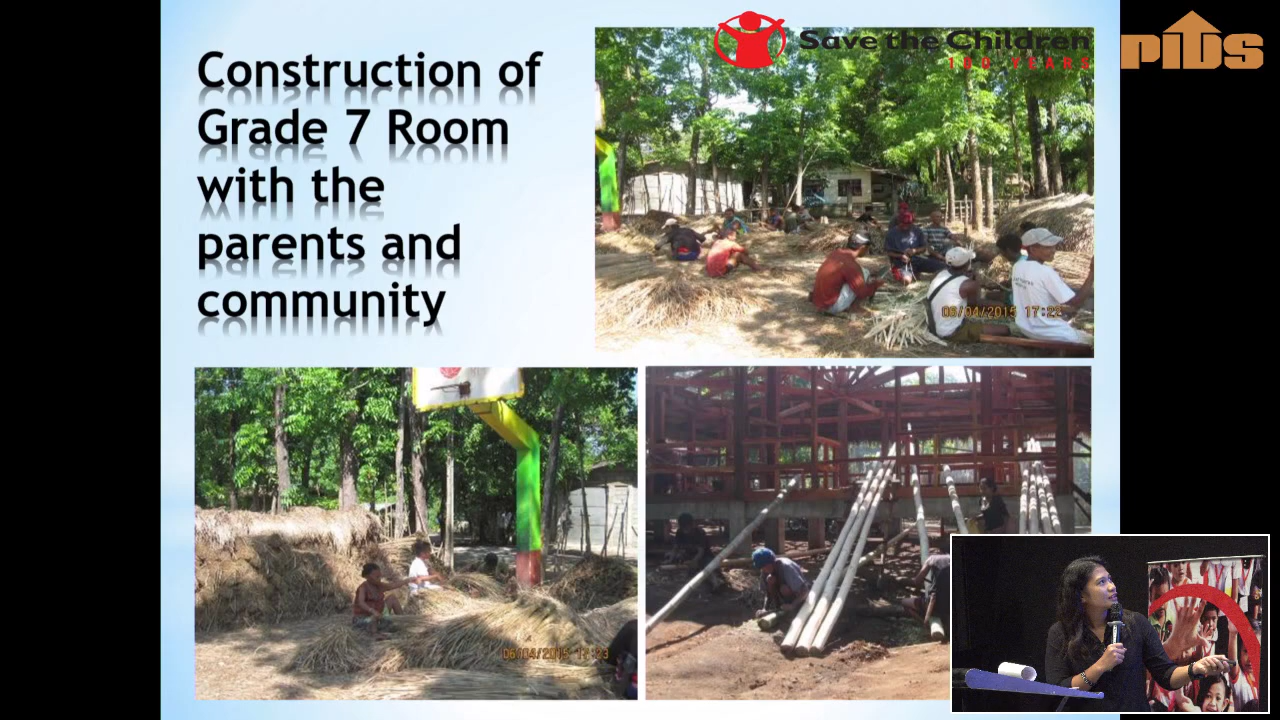 Construction of
Grade 7 Room
with the
parents and
community
Save the Children
100 YEARS
PIDS
06/04/2015 17:22
06/04/2015 17:23